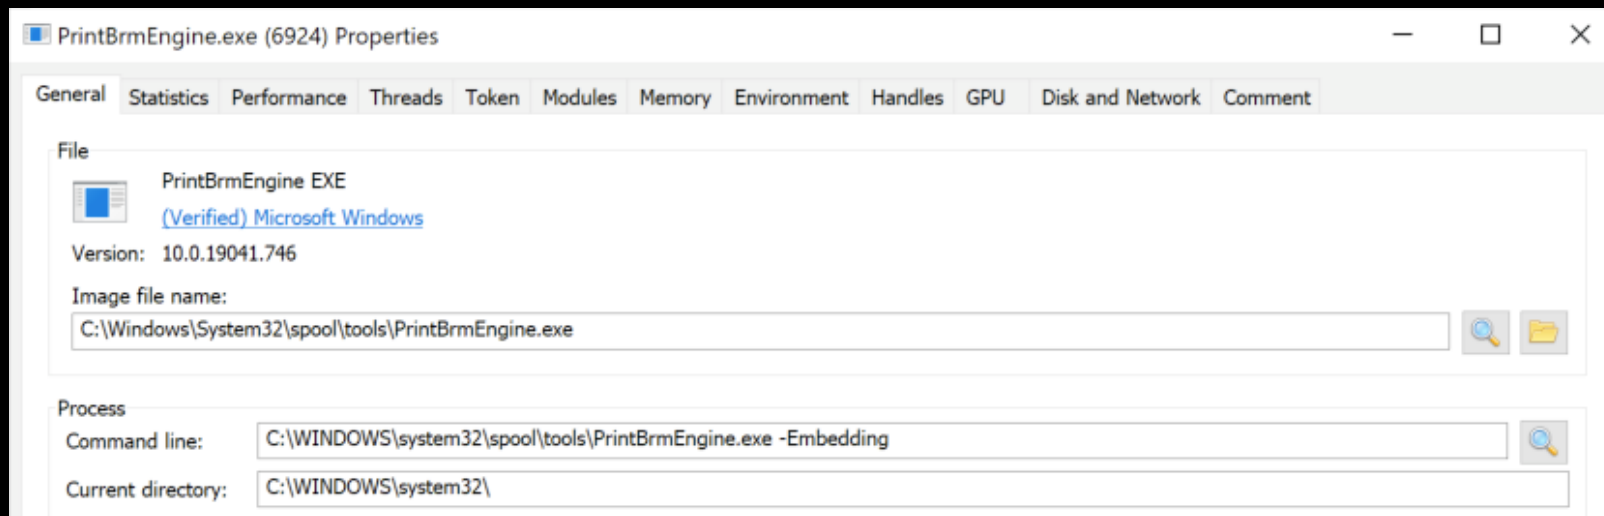 PrintBrmEngine.exe (6924) Properties
General Statistics Performance Threads Token Modules Memory Environment Handles GPU Disk and Network Comment
File
PrintBrmEngine EXE
(Verified) Microsoft Windows
Version: 10.0.19041.746
Image file name:
C:\Windows\System32\spool\tools\PrintBrmEngine.exe
Process
Command line: C:\WINDOWS\system32\spool\tools\PrintBrmEngine.exe -Embedding
Current directory: C:\WINDOWS\system32\